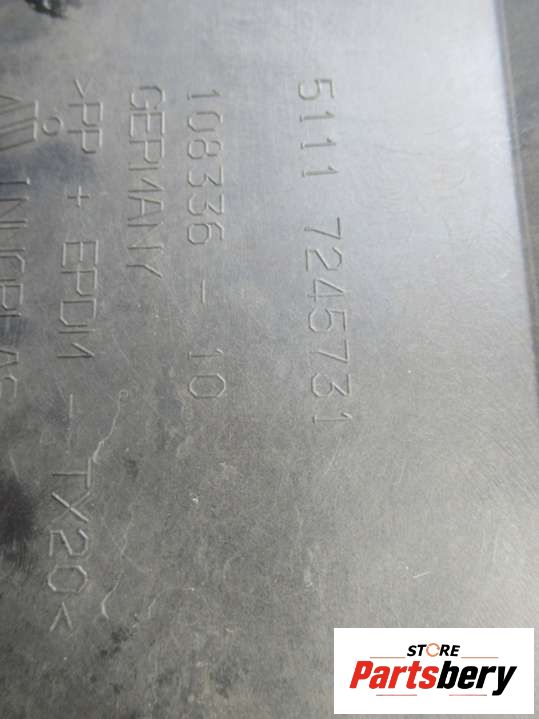 5111 7245731
108336 - 10
GERMANY
>PP + EPDM - TX20<
STORE
Partsbery